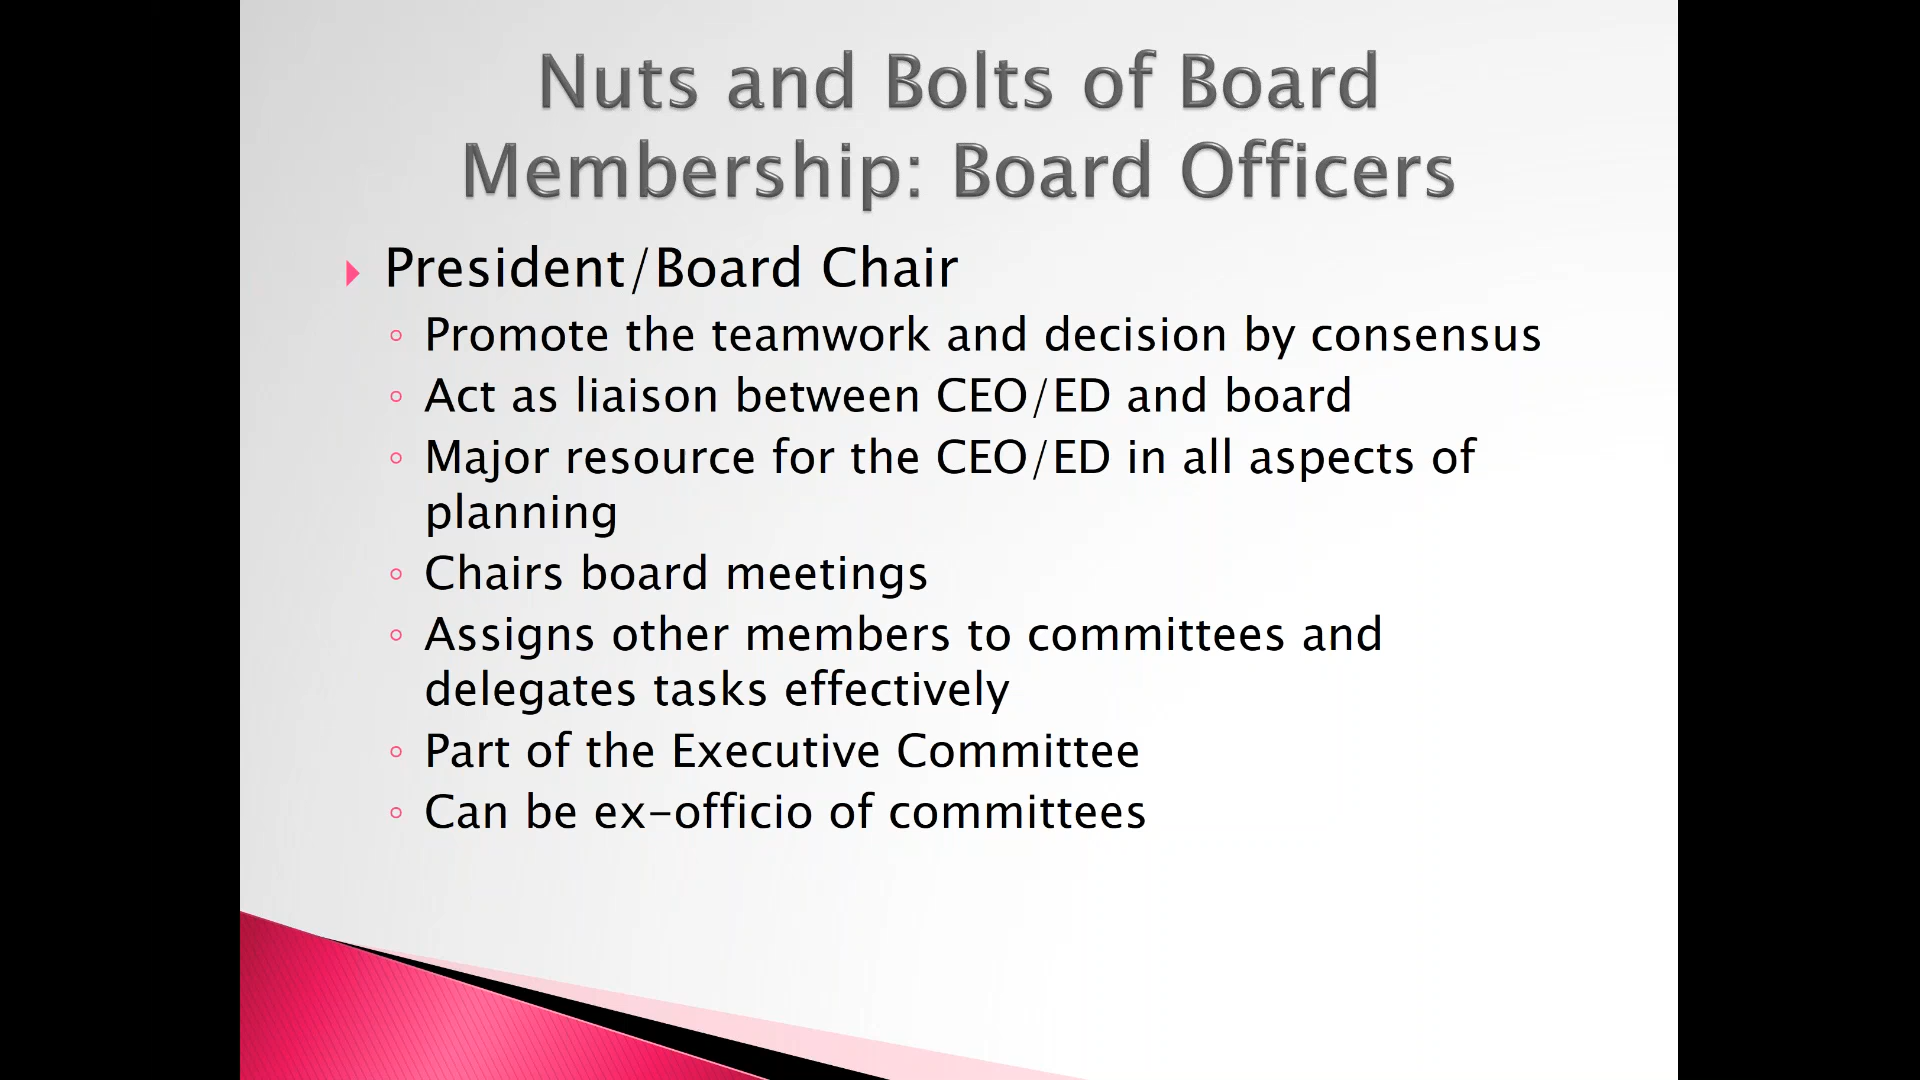 Nuts and Bolts of Board
Membership: Board Officers
President/Board Chair
Promote the teamwork and decision by consensus
Act as liaison between CEO/ED and board
Major resource for the CEO/ED in all aspects of
planning
Chairs board meetings
Assigns other members to committees and
delegates tasks effectively
Part of the Executive Committee
Can be ex-officio of committees